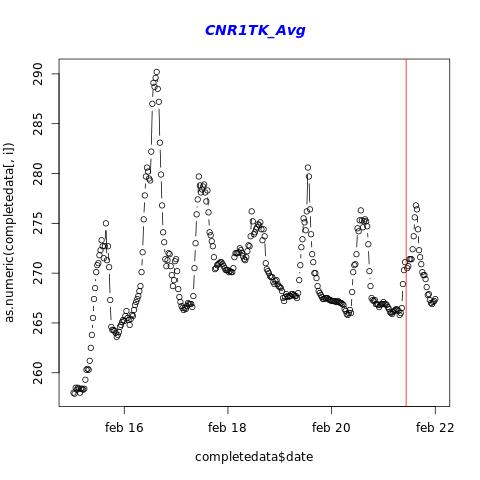 CNR1TK_Avg
as.numeric(completedata[, i])
290
285
280
275
270
265
260
feb 16
feb 18
feb 20
feb 22
completedata$date